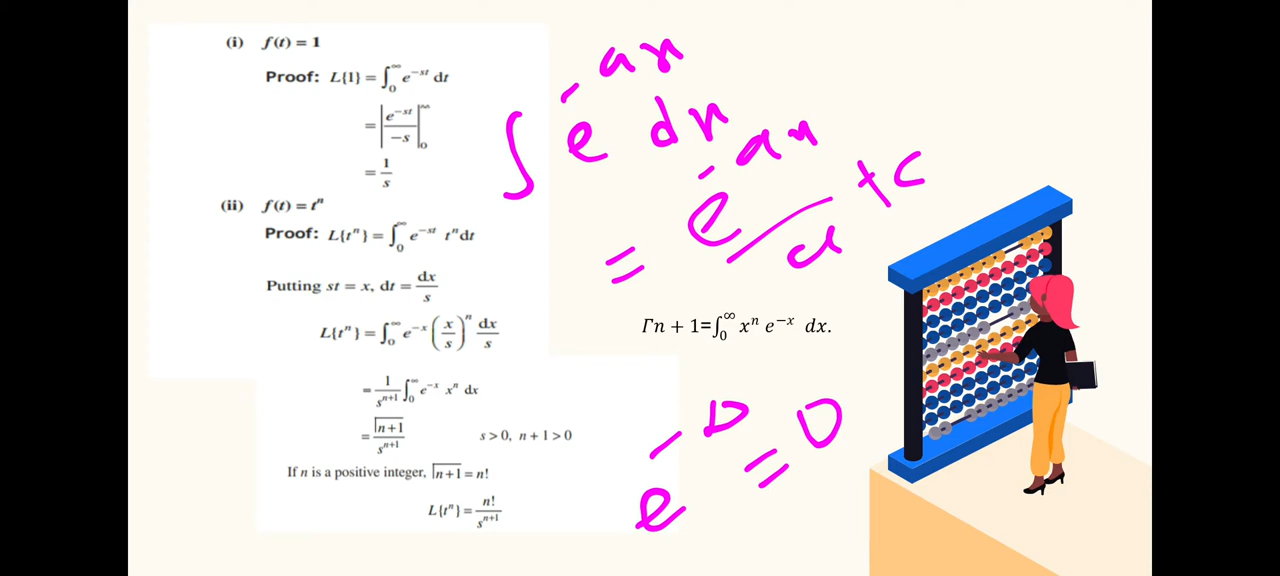 (i) f(t) = 1
Proof: L{1} = ∫₀^∞ e^{-st} dt
= |e^{-st}/-s|₀^∞
= 1/s
(ii) f(t) = tⁿ
Proof: L{tⁿ} = ∫₀^∞ e^{-st} tⁿ dt
Putting st = x, dt = dx/s
L{tⁿ} = ∫₀^∞ e^{-x} (x/s)ⁿ dx/s
= 1/s^{n+1} ∫₀^∞ e^{-x} xⁿ dx
= Γn+1/s^{n+1} s > 0, n + 1 > 0
If n is a positive integer, Γn+1 = n!
L{tⁿ} = n!/s^{n+1}
∫ e^{-ax} dx
= e^{-ax}/a + c
Γn + 1=∫₀^∞ xⁿ e^{-x} dx.